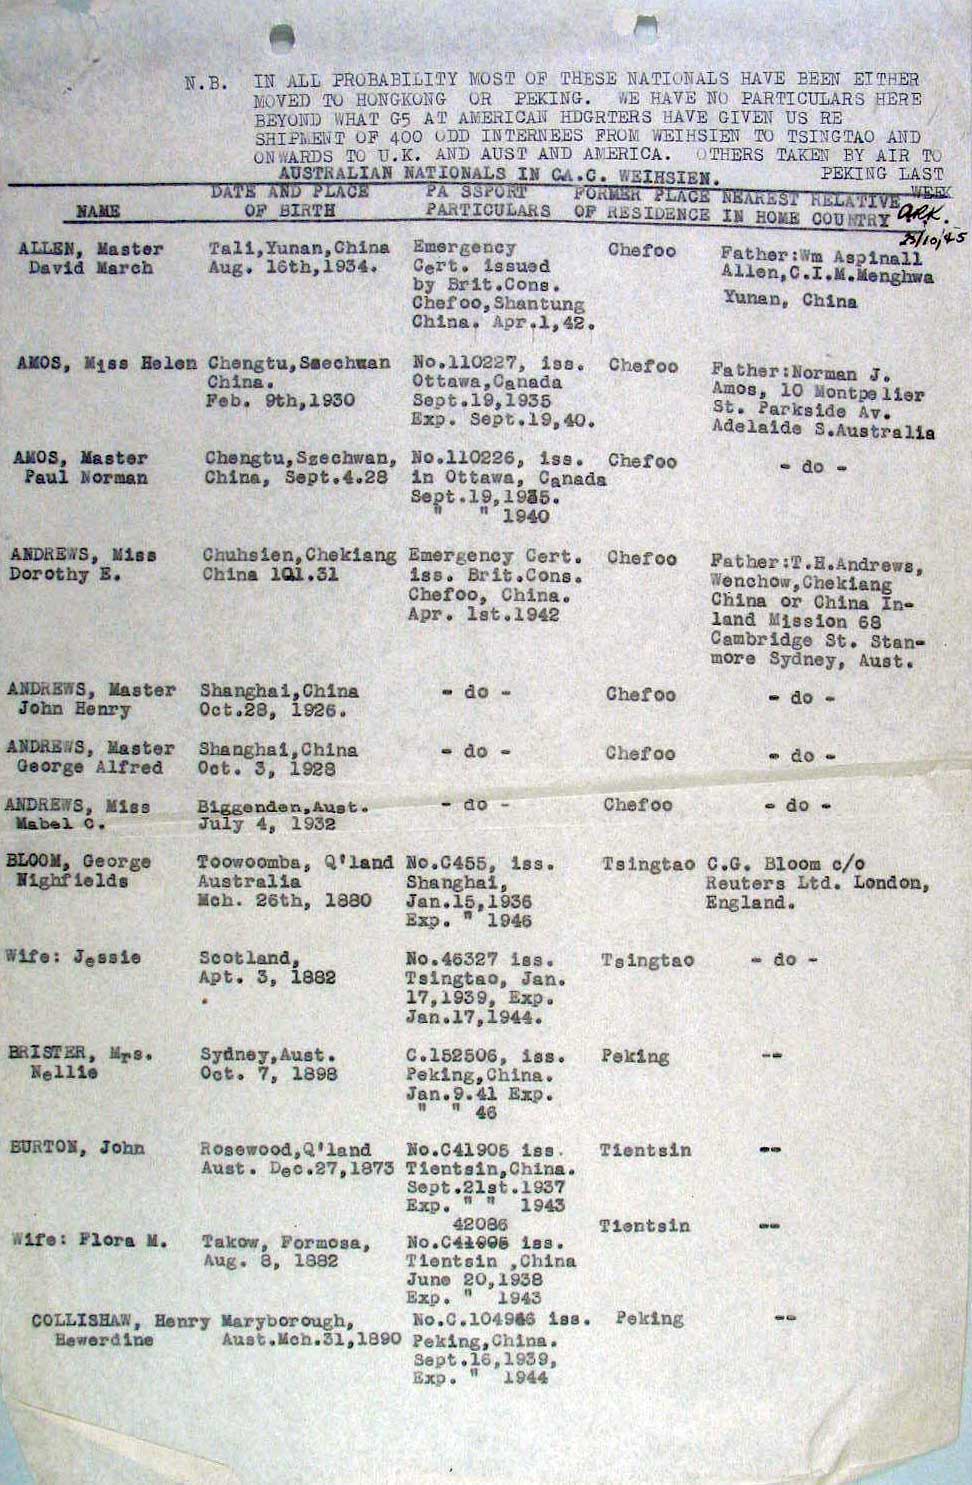 N.B. IN ALL PROBABILITY MOST OF THESE NATIONALS HAVE BEEN EITHER
MOVED TO HONGKONG OR PEKING. WE HAVE NO PARTICULARS HERE
BEYOND WHAT G5 AT AMERICAN HDGRTERS HAVE GIVEN US RE
SHIPMENT OF 400 ODD INTERNEES FROM WEIHSIEN TO TSINGTAO AND
ONWARDS TO U.K. AND AUST AND AMERICA. OTHERS TAKEN BY AIR TO
PEKING LAST
WEEK
AUSTRALIAN NATIONALS IN CA.C. WEIHSIEN.
NAME DATE AND PLACE OF BIRTH PA SSPORT PARTICULARS FORMER PLACE OF RESIDENCE NEAREST RELATIVE IN HOME COUNTRY
ARK.
23/10/45
ALLEN, Master Tali,Yunan,China Emergency Chefoo Father:Wm Aspinall
David March Aug. 16th,1934. Cert. issued Allen,C.I.M.Menghwa
by Brit.Cons. Yunan, China
Chefoo,Shantung
China. Apr.1,42.
AMOS, Miss Helen Chengtu,Szechwan No.110227, iss. Chefoo Father:Norman J.
China. Ottawa,Canada Amos, 10 Montpelier
Feb. 9th,1930 Sept.19,1935 St. Parkside Av.
Exp. Sept.19,40. Adelaide S.Australia
AMOS, Master Chengtu,Szechwan, No.110226, iss. Chefoo - do -
Paul Norman China, Sept.4.28 in Ottawa, Canada
Sept.19,1935.
" " 1940
ANDREWS, Miss Chuhsien,Chekiang Emergency Cert. Chefoo Father:T.H.Andrews,
Dorothy E. China iss. Brit.Cons. Wenchow,Chekiang
Chefoo, China. China or China In-
Apr. 1st.1942 land Mission 68
Cambridge St. Stan-
more Sydney, Aust.
ANDREWS, Master Shanghai,China - do - Chefoo - do -
John Henry Oct.28, 1926.
ANDREWS, Master Shanghai,China - do - Chefoo - do -
George Alfred Oct. 3, 1928
ANDREWS, Miss Biggenden,Aust. - do - Chefoo - do -
Mabel C. July 4, 1932
BLOOM, George Toowoomba, Q'land No.C455, iss. Tsingtao C.G. Bloom c/o
Highfields Australia Shanghai, Reuters Ltd. London,
Mch. 26th, 1880 Jan.15,1936 England.
Exp. " 1946
Wife: Jessie Scotland, No.46327 iss. Tsingtao - do -
Apt. 3, 1882 Tsingtao, Jan.
17,1939, Exp.
Jan.17,1944.
BRISTER, Mrs. Sydney,Aust. C.152506, iss. Peking --
Nellie Oct. 7, 1898 Peking,China.
Jan.9.41 Exp.
" " 46
BURTON, John Rosewood,Q'land No.C41905 iss. Tientsin --
Aust. Dec.27,1873 Tientsin,China.
Sept.21st.1937
Exp. " " 1943
42086 Tientsin --
Wife: Flora M. Takow, Formosa, No.C41905 iss.
Aug. 8, 1882 Tientsin ,China
June 20,1938
Exp. " 1943
COLLISHAW, Henry Maryborough, iss. Peking --
Hewerdine Aust.Mch.31,1890 Peking,China.
Sept.16,1939,
Exp. " 1944